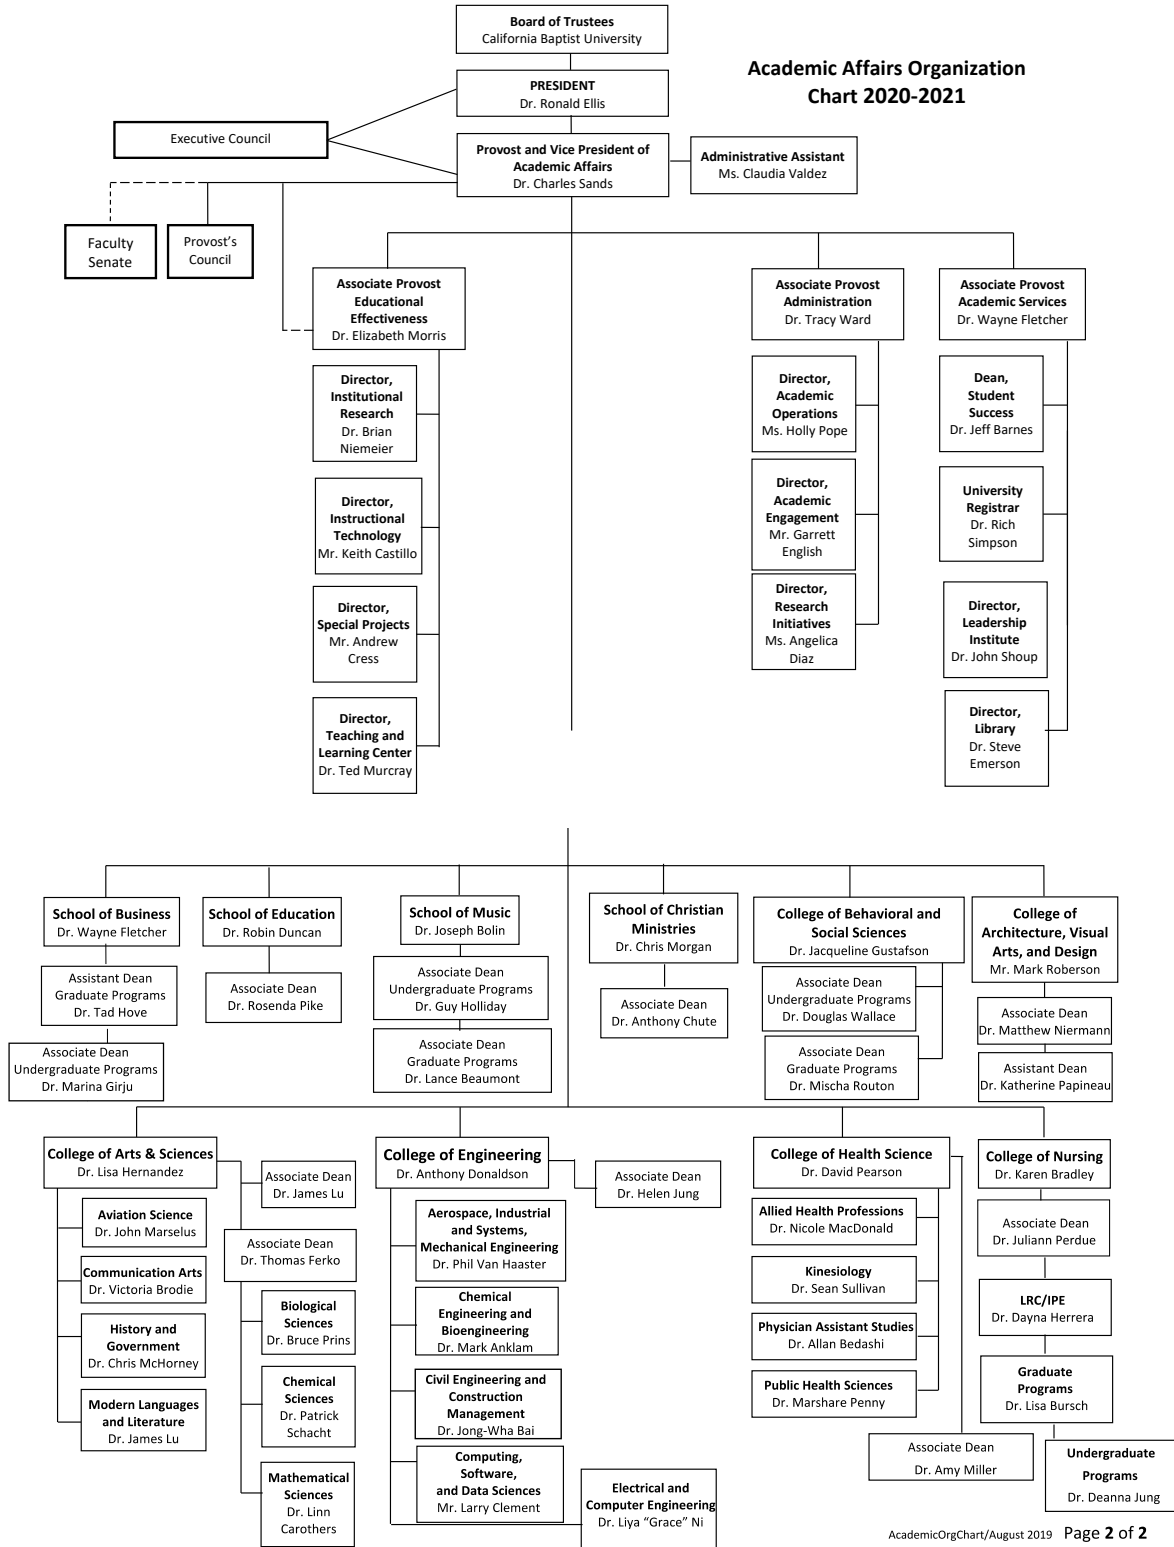 Board of Trustees
California Baptist University
Academic Affairs Organization
Chart 2020-2021
PRESIDENT
Dr. Ronald Ellis
Executive Council
Provost and Vice President of
Academic Affairs
Dr. Charles Sands
Administrative Assistant
Ms. Claudia Valdez
Faculty
Senate
Provost’s
Council
Associate Provost
Educational
Effectiveness
Dr. Elizabeth Morris
Associate Provost
Administration
Dr. Tracy Ward
Associate Provost
Academic Services
Dr. Wayne Fletcher
Director,
Institutional
Research
Dr. Brian
Niemeier
Director,
Academic
Operations
Ms. Holly Pope
Dean,
Student
Success
Dr. Jeff Barnes
Director,
Instructional
Technology
Mr. Keith Castillo
Director,
Academic
Engagement
Mr. Garrett
English
University
Registrar
Dr. Rich
Simpson
Director,
Special Projects
Mr. Andrew
Cress
Director,
Research
Initiatives
Ms. Angelica
Diaz
Director,
Leadership
Institute
Dr. John Shoup
Director,
Teaching and
Learning Center
Dr. Ted Murcray
Director,
Library
Dr. Steve
Emerson
School of Business
Dr. Wayne Fletcher
School of Education
Dr. Robin Duncan
School of Music
Dr. Joseph Bolin
School of Christian
Ministries
Dr. Chris Morgan
College of Behavioral and
Social Sciences
Dr. Jacqueline Gustafson
College of
Architecture, Visual
Arts, and Design
Mr. Mark Roberson
Assistant Dean
Graduate Programs
Dr. Tad Hove
Associate Dean
Dr. Rosenda Pike
Associate Dean
Undergraduate Programs
Dr. Guy Holliday
Associate Dean
Dr. Anthony Chute
Associate Dean
Undergraduate Programs
Dr. Douglas Wallace
Associate Dean
Dr. Matthew Niermann
Associate Dean
Undergraduate Programs
Dr. Marina Girju
Associate Dean
Graduate Programs
Dr. Lance Beaumont
Associate Dean
Graduate Programs
Dr. Mischa Routon
Assistant Dean
Dr. Katherine Papineau
College of Arts & Sciences
Dr. Lisa Hernandez
College of Engineering
Dr. Anthony Donaldson
College of Health Science
Dr. David Pearson
College of Nursing
Dr. Karen Bradley
Associate Dean
Dr. James Lu
Associate Dean
Dr. Helen Jung
Aviation Science
Dr. John Marselus
Associate Dean
Dr. Thomas Ferko
Aerospace, Industrial
and Systems,
Mechanical Engineering
Dr. Phil Van Haaster
Allied Health Professions
Dr. Nicole MacDonald
Associate Dean
Dr. Juliann Perdue
Communication Arts
Dr. Victoria Brodie
Biological
Sciences
Dr. Bruce Prins
Chemical
Engineering and
Bioengineering
Dr. Mark Anklam
Kinesiology
Dr. Sean Sullivan
LRC/IPE
Dr. Dayna Herrera
History and
Government
Dr. Chris McHorney
Chemical
Sciences
Dr. Patrick
Schacht
Civil Engineering and
Construction
Management
Dr. Jong-Wha Bai
Physician Assistant Studies
Dr. Allan Bedashi
Graduate
Programs
Dr. Lisa Bursch
Modern Languages
and Literature
Dr. James Lu
Public Health Sciences
Dr. Marshare Penny
Mathematical
Sciences
Dr. Linn
Carothers
Computing,
Software,
and Data Sciences
Mr. Larry Clement
Electrical and
Computer Engineering
Dr. Liya “Grace” Ni
Associate Dean
Dr. Amy Miller
Undergraduate
Programs
Dr. Deanna Jung
AcademicOrgChart/August 2019 Page 2 of 2